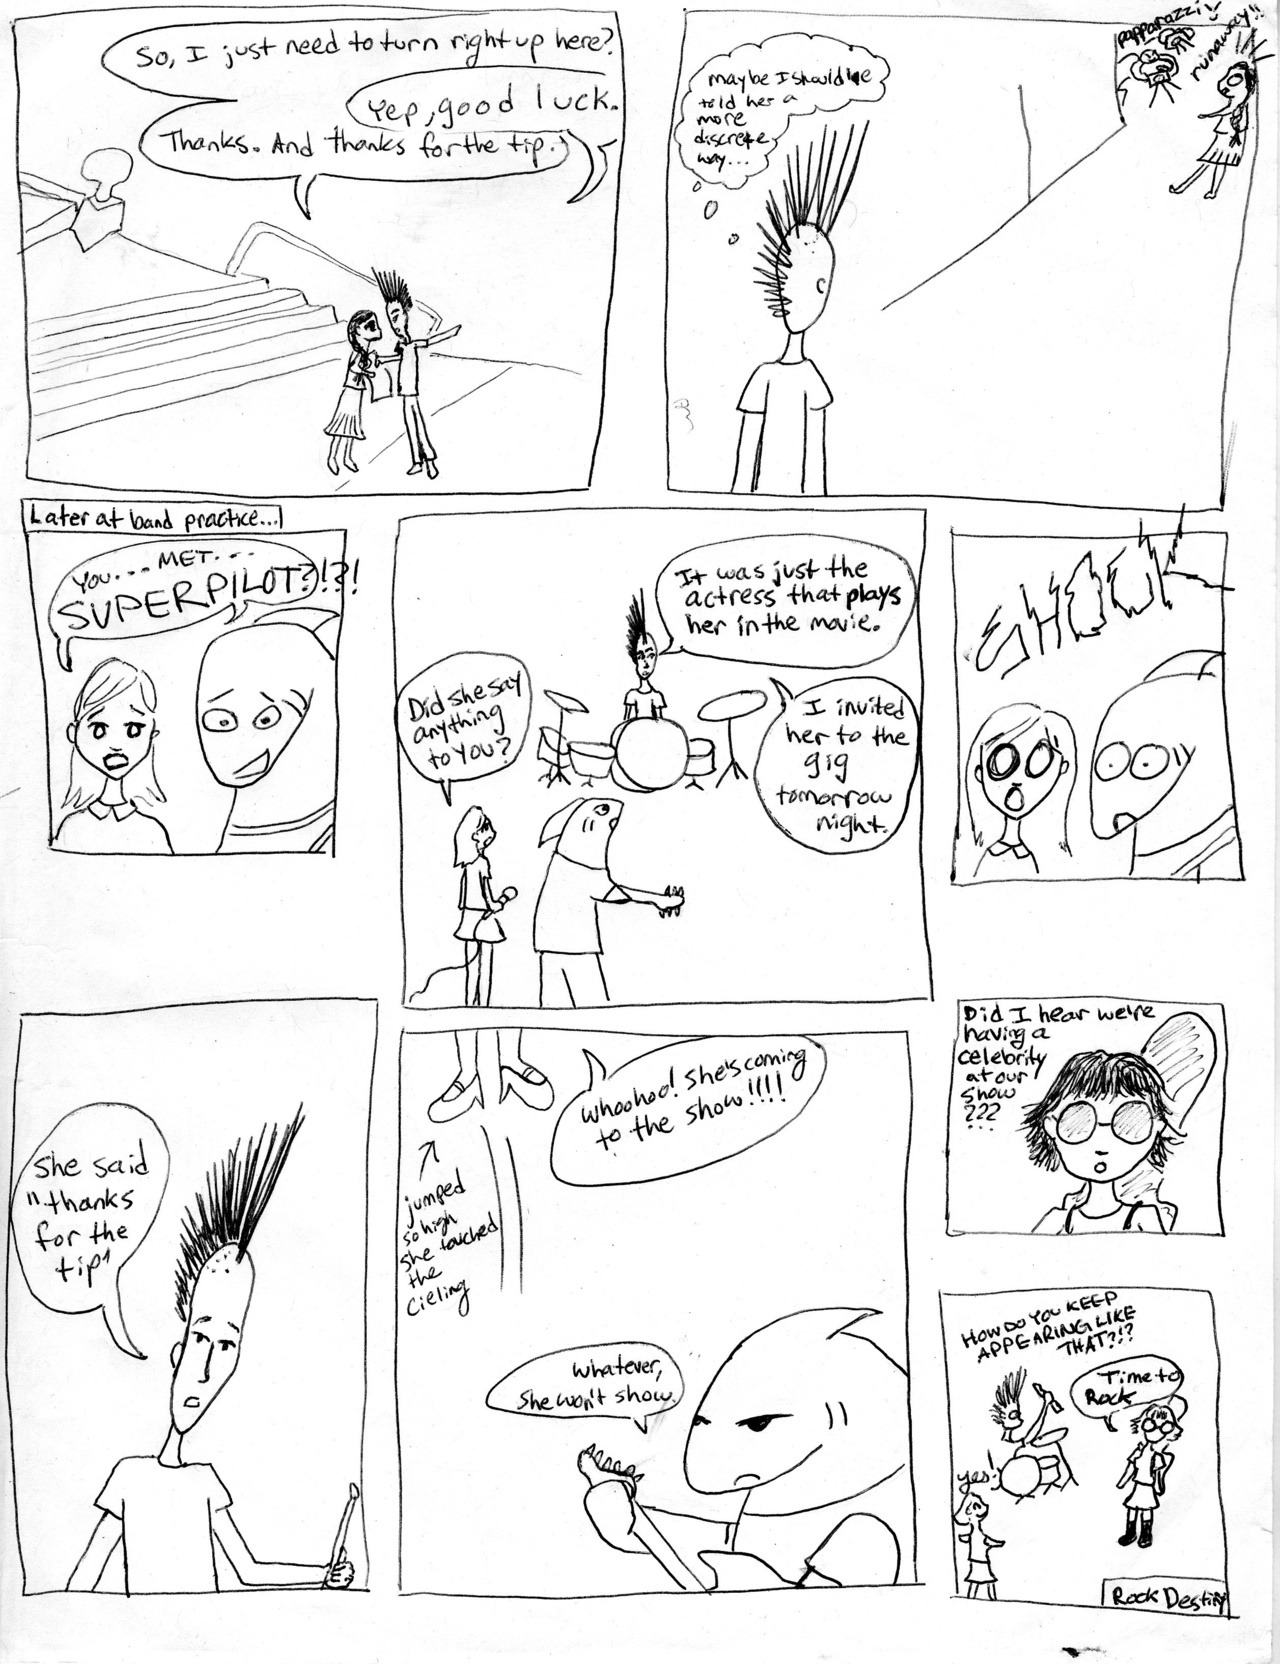 So, I just need to turn right up here?
Yep, good luck.
Thanks. And thanks for the tip.
maybe I should've
told her a
more
discrete
way...
papparazzi!
runaway!!
Later at band practice...
YOU... MET...
SUPERPILOT?!?!
Did she say
anything
to you?
It was just the
actress that plays
her in the movie.
I invited
her to the
gig
tomorrow
night.
SHOCK
She said
"thanks
for the
tip"
Whoohoo! She's coming
to the show!!!!
jumped
so high
she touched
the
cieling
Whatever,
She won't show.
Did I hear we're
having a
celebrity
at our
show
???
HOW DO YOU KEEP
APPEARING LIKE
THAT?!?
Time to
Rock
yes!
Rock Destiny